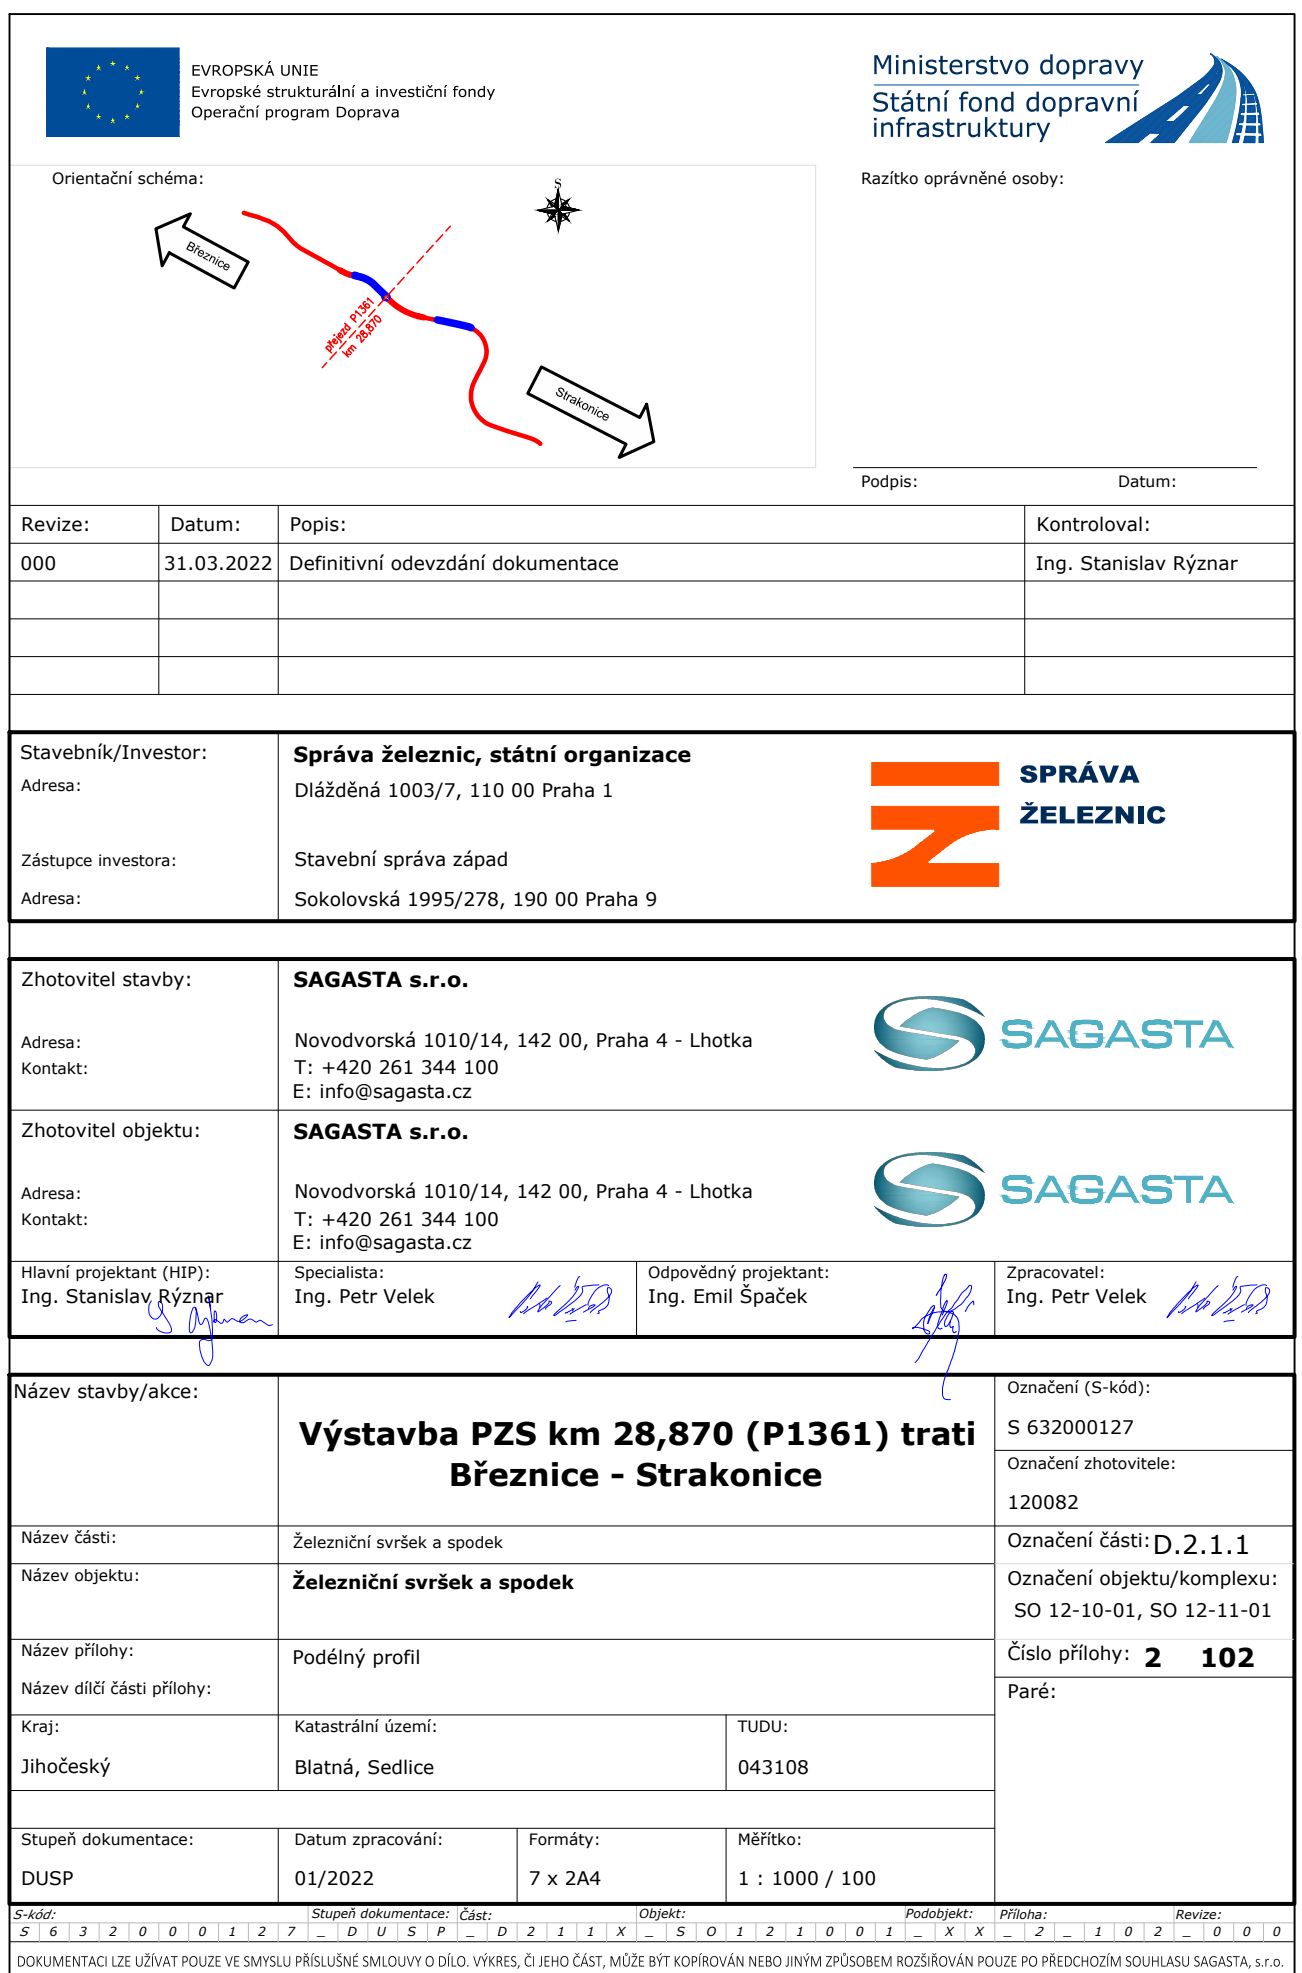 EVROPSKÁ UNIE
Evropské strukturální a investiční fondy
Operační program Doprava
Ministerstvo dopravy
Státní fond dopravní
infrastruktury
Orientační schéma:
S
Razítko oprávněné osoby:
Březnice
přejezd P1361
km 28,870
Strakonice
Podpis: Datum:
Revize: Datum: Popis: Kontroloval:
000 31.03.2022 Definitivní odevzdání dokumentace Ing. Stanislav Rýznar
Stavebník/Investor: Správa železnic, státní organizace
Adresa: Dlážděná 1003/7, 110 00 Praha 1
SPRÁVA
ŽELEZNIC
Zástupce investora: Stavební správa západ
Adresa: Sokolovská 1995/278, 190 00 Praha 9
Zhotovitel stavby: SAGASTA s.r.o.
SAGASTA
Adresa: Novodvorská 1010/14, 142 00, Praha 4 - Lhotka
Kontakt: T: +420 261 344 100
E: info@sagasta.cz
Zhotovitel objektu: SAGASTA s.r.o.
SAGASTA
Adresa: Novodvorská 1010/14, 142 00, Praha 4 - Lhotka
Kontakt: T: +420 261 344 100
E: info@sagasta.cz
Hlavní projektant (HIP): Specialista: Odpovědný projektant: Zpracovatel:
Ing. Stanislav Rýznar Ing. Petr Velek Ing. Emil Špaček Ing. Petr Velek
Název stavby/akce: Označení (S-kód):
Výstavba PZS km 28,870 (P1361) trati
Březnice - Strakonice
S 632000127
Označení zhotovitele:
120082
Název části: Železniční svršek a spodek Označení části: D.2.1.1
Název objektu: Železniční svršek a spodek Označení objektu/komplexu:
SO 12-10-01, SO 12-11-01
Název přílohy: Podélný profil Číslo přílohy: 2 102
Název dílčí části přílohy: Paré:
Kraj: Katastrální území: TUDU:
Jihočeský Blatná, Sedlice 043108
Stupeň dokumentace: Datum zpracování: Formáty: Měřítko:
DUSP 01/2022 7 x 2A4 1 : 1000 / 100
S-kód: Stupeň dokumentace: Část: Objekt: Podobjekt: Příloha: Revize:
S 6 3 2 0 0 0 1 2 7 _ D U S P _ D 2 1 1 X _ S O 1 2 1 0 0 1 _ X X _ 2 _ 1 0 2 _ 0 0 0
DOKUMENTACI LZE UŽÍVAT POUZE VE SMYSLU PŘÍSLUŠNÉ SMLOUVY O DÍLO. VÝKRES, ČI JEHO ČÁST, MŮŽE BÝT KOPÍROVÁN NEBO JINÝM ZPŮSOBEM ROZŠIŘOVÁN POUZE PO PŘEDCHOZÍM SOUHLASU SAGASTA, s.r.o.